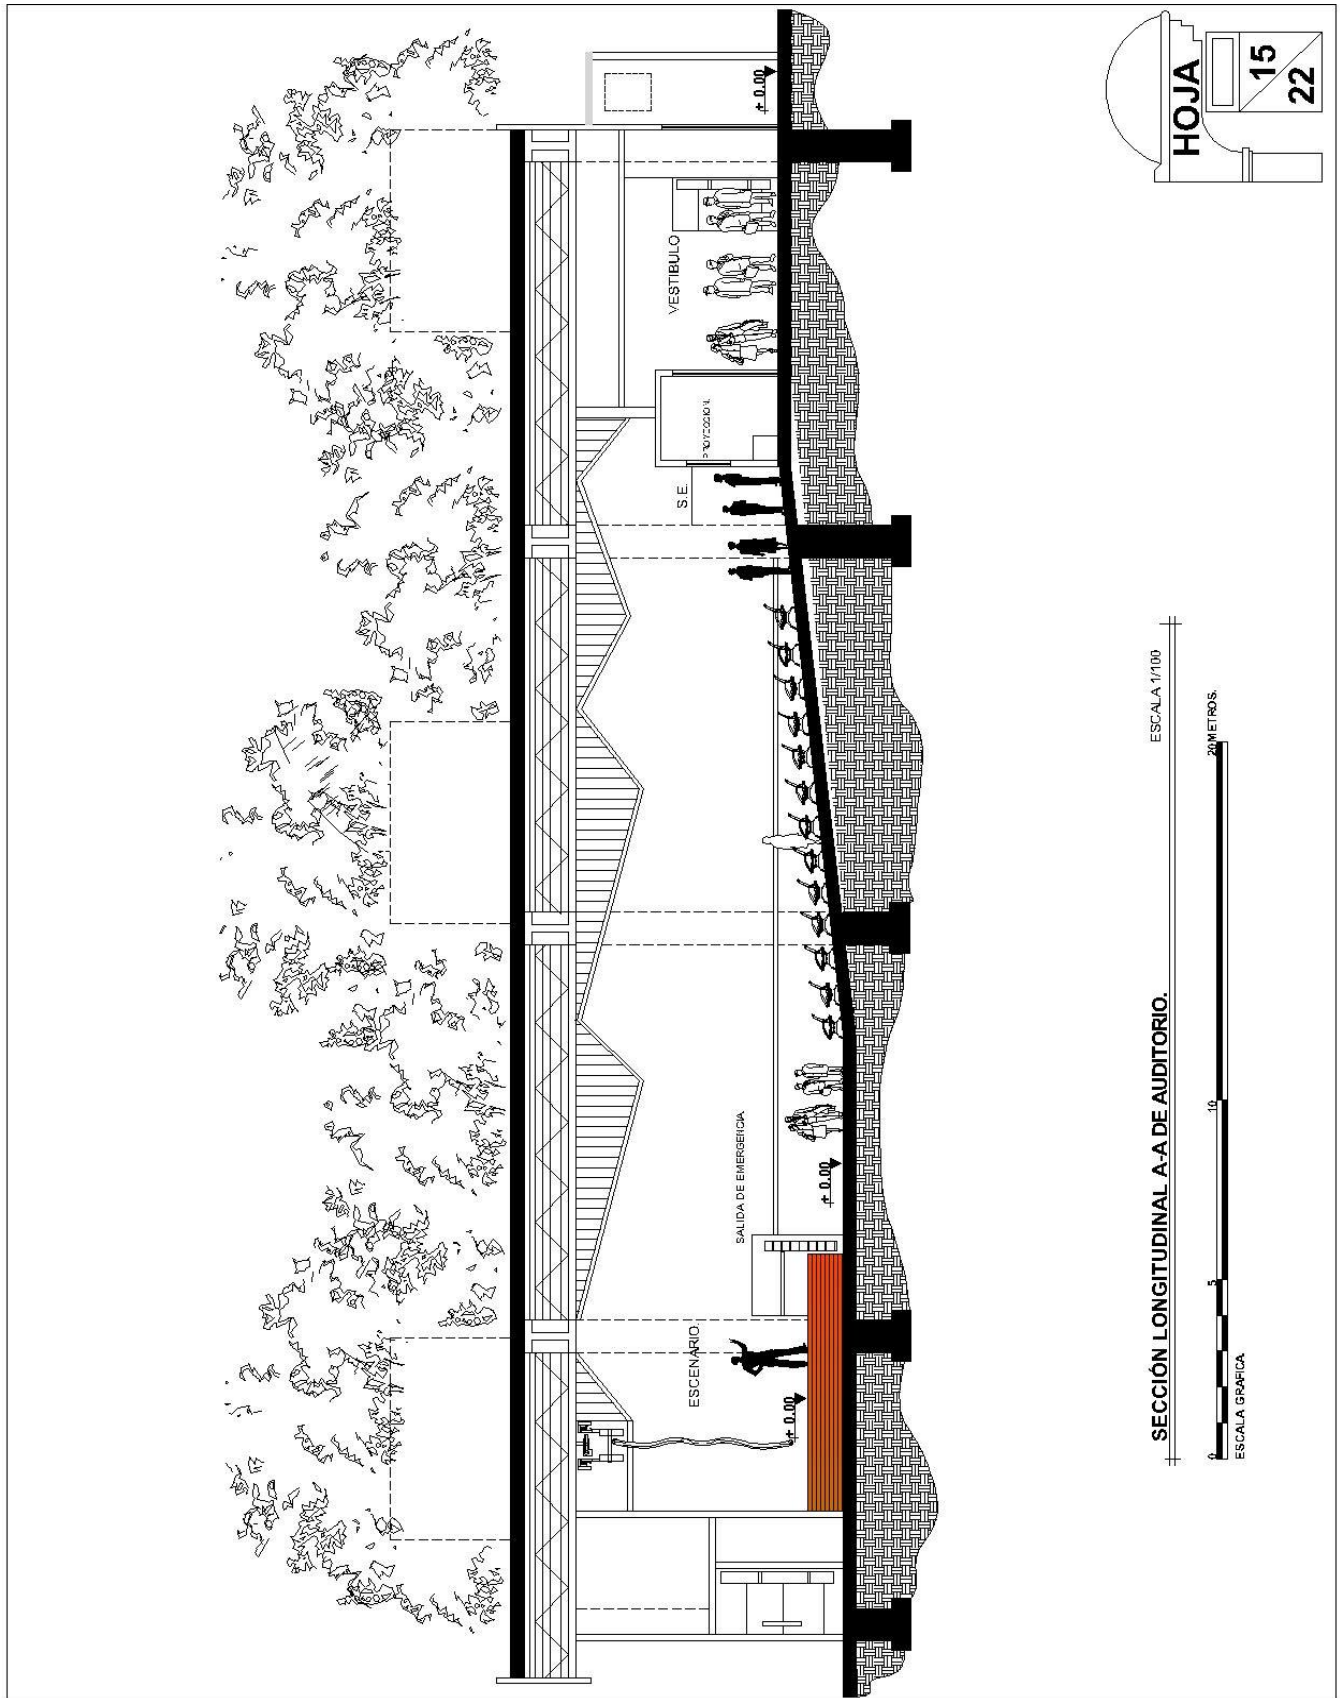 HOJA
15
22
VESTIBULO
+ 0.00
PROYECCION.
S.E.
SALIDA DE EMERGENCIA
+ 0.00
ESCENARIO.
+ 0.00
SECCIÓN LONGITUDINAL A-A DE AUDITORIO.
ESCALA 1/100
0 5 10 20 METROS.
ESCALA GRAFICA